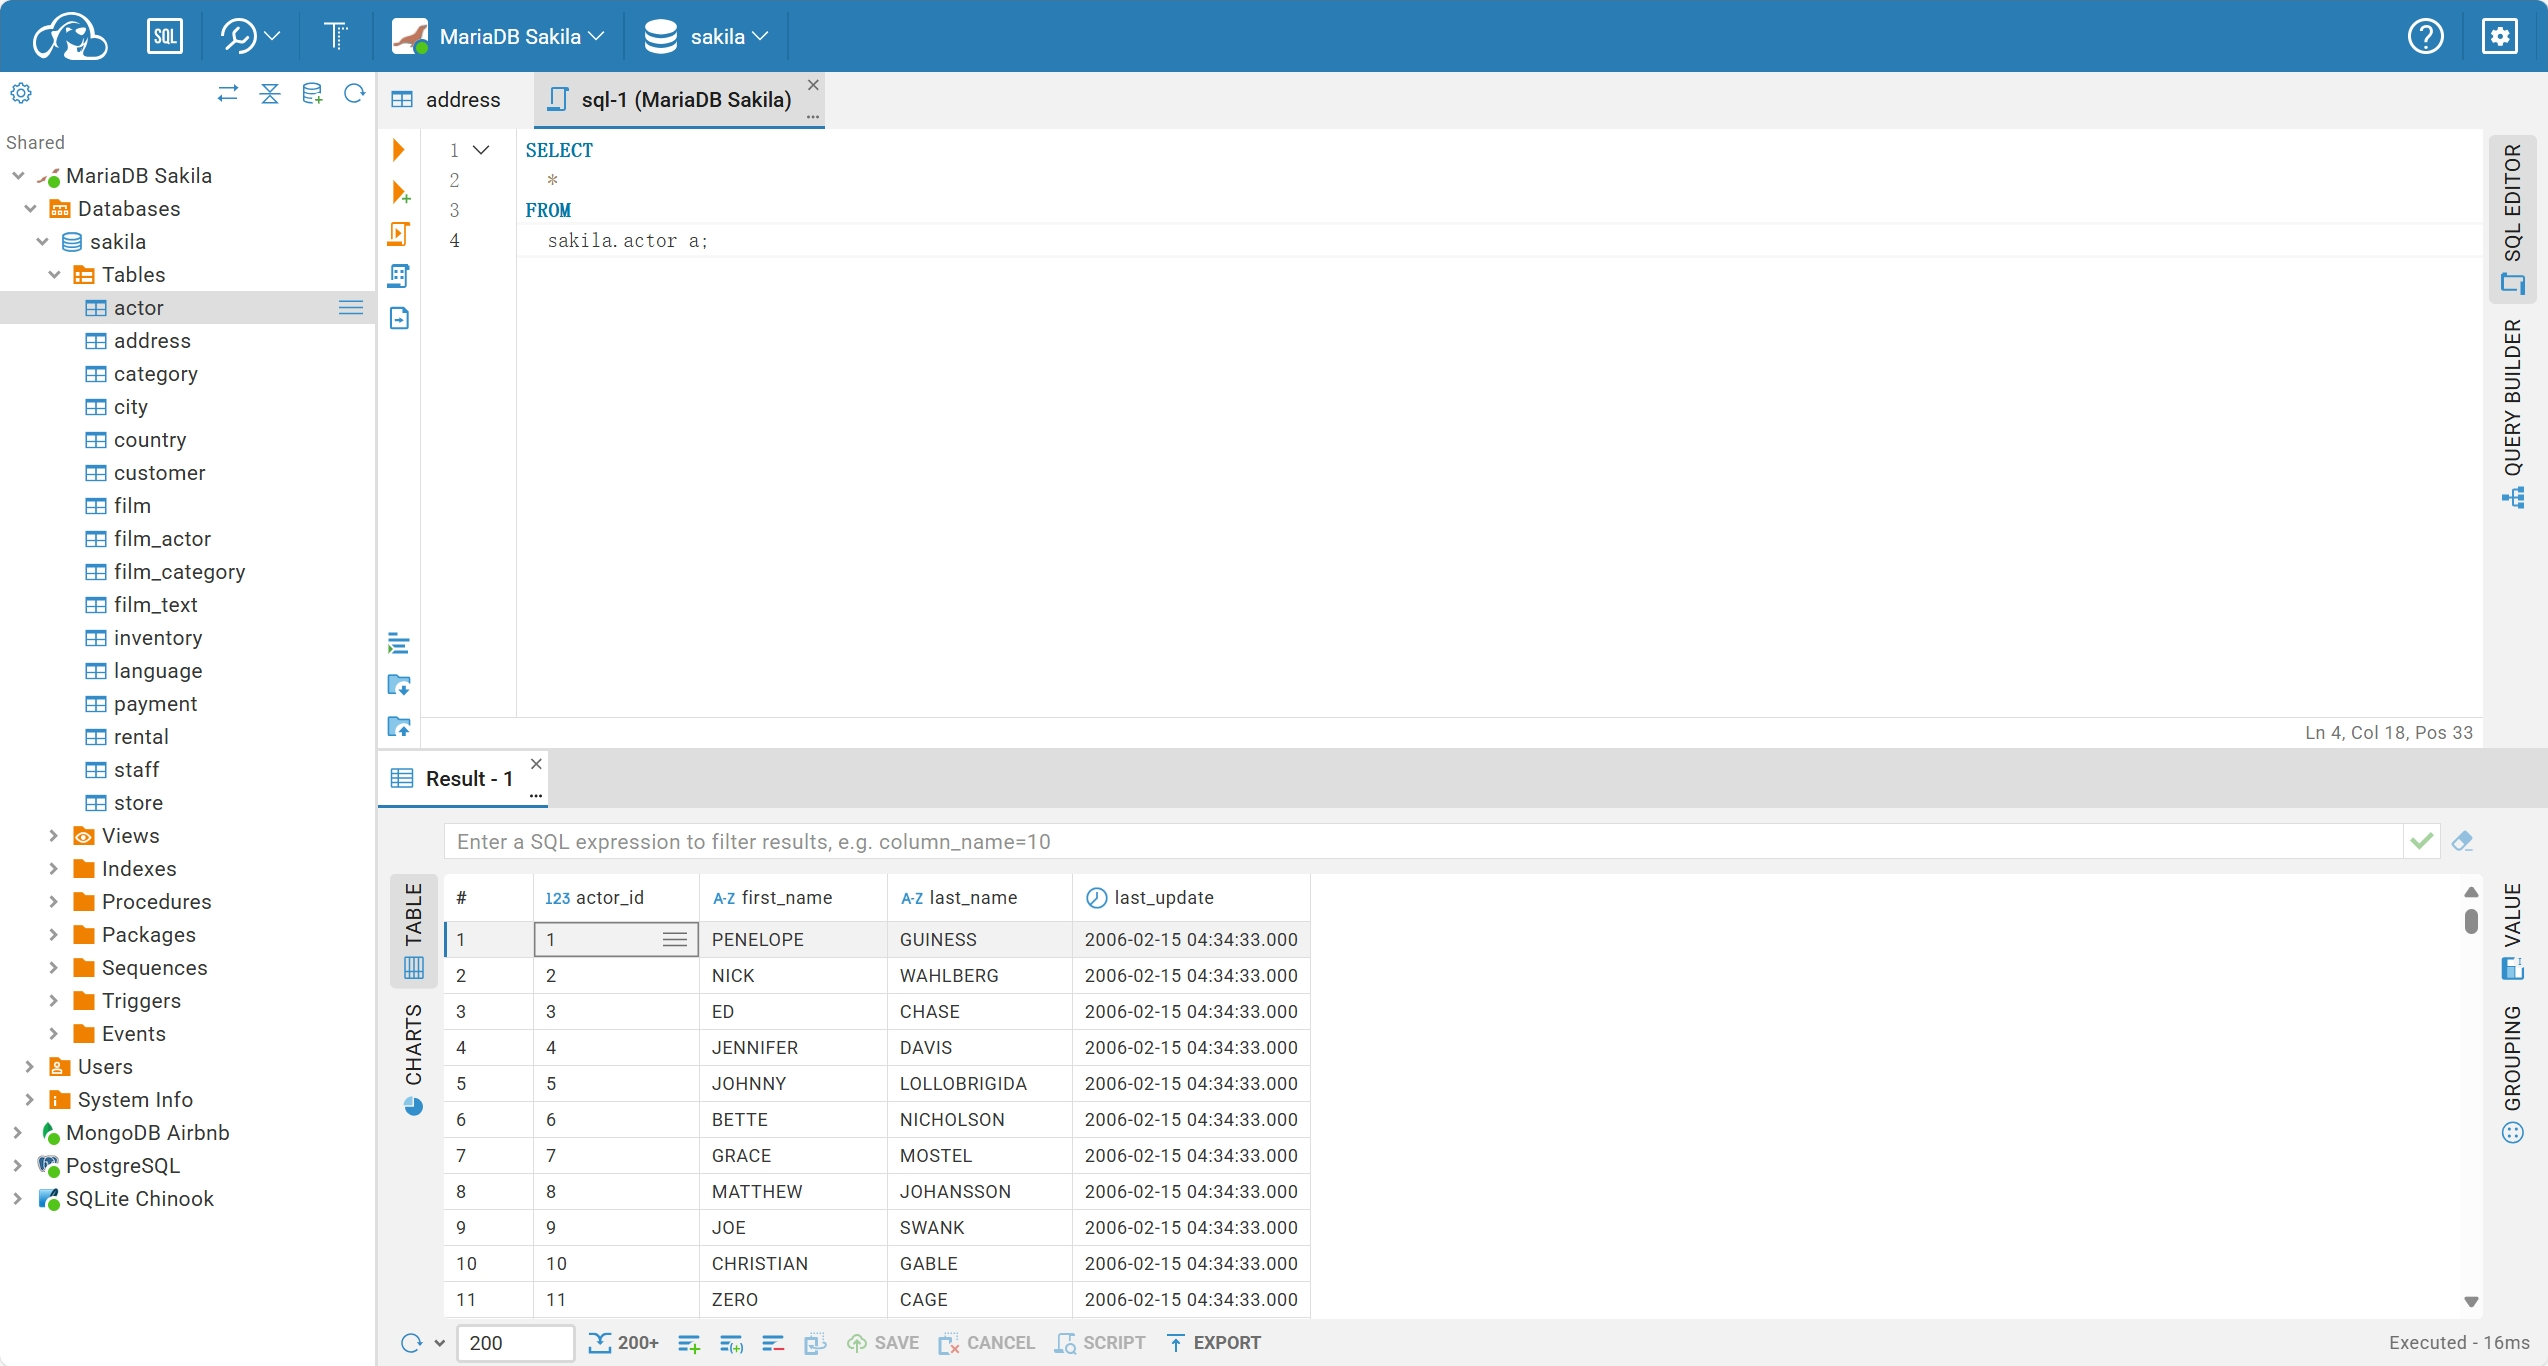 SQL MariaDB Sakila sakila
Shared
MariaDB Sakila
Databases
sakila
Tables
actor
address
category
city
country
customer
film
film_actor
film_category
film_text
inventory
language
payment
rental
staff
store
Views
Indexes
Procedures
Packages
Sequences
Triggers
Events
Users
System Info
MongoDB Airbnb
PostgreSQL
SQLite Chinook
address sql-1 (MariaDB Sakila)
1 SELECT
2 *
3 FROM
4 sakila.actor a;
Ln 4, Col 18, Pos 33
SQL EDITOR
QUERY BUILDER
Result - 1
Enter a SQL expression to filter results, e.g. column_name=10
TABLE
CHARTS
# 123 actor_id A-Z first_name A-Z last_name last_update
1 1 PENELOPE GUINESS 2006-02-15 04:34:33.000
2 2 NICK WAHLBERG 2006-02-15 04:34:33.000
3 3 ED CHASE 2006-02-15 04:34:33.000
4 4 JENNIFER DAVIS 2006-02-15 04:34:33.000
5 5 JOHNNY LOLLOBRIGIDA 2006-02-15 04:34:33.000
6 6 BETTE NICHOLSON 2006-02-15 04:34:33.000
7 7 GRACE MOSTEL 2006-02-15 04:34:33.000
8 8 MATTHEW JOHANSSON 2006-02-15 04:34:33.000
9 9 JOE SWANK 2006-02-15 04:34:33.000
10 10 CHRISTIAN GABLE 2006-02-15 04:34:33.000
11 11 ZERO CAGE 2006-02-15 04:34:33.000
VALUE
GROUPING
200 200+ SAVE CANCEL SCRIPT EXPORT Executed - 16ms